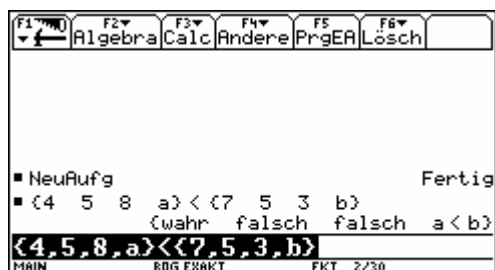 F1 F2 F3 F4 F5 F6
Algebra Calc Andere PrgEA Lösch
NeuAufg Fertig
{4 5 8 a} < {7 5 3 b}
{wahr falsch falsch a < b}
{4,5,8,a}<{7,5,3,b}
MAIN BOG EXAKT FKT 2/30